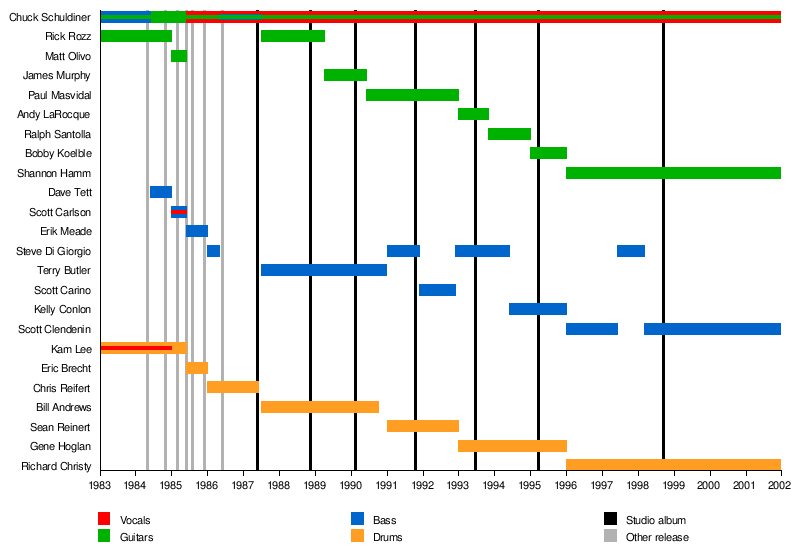 Chuck Schuldiner
Rick Rozz
Matt Olivo
James Murphy
Paul Masvidal
Andy LaRocque
Ralph Santolla
Bobby Koelble
Shannon Hamm
Dave Tett
Scott Carlson
Erik Meade
Steve Di Giorgio
Terry Butler
Scott Carino
Kelly Conlon
Scott Clendenin
Kam Lee
Eric Brecht
Chris Reifert
Bill Andrews
Sean Reinert
Gene Hoglan
Richard Christy
1983 1984 1985 1986 1987 1988 1989 1990 1991 1992 1993 1994 1995 1996 1997 1998 1999 2000 2001 2002
Vocals Bass Studio album
Guitars Drums Other release